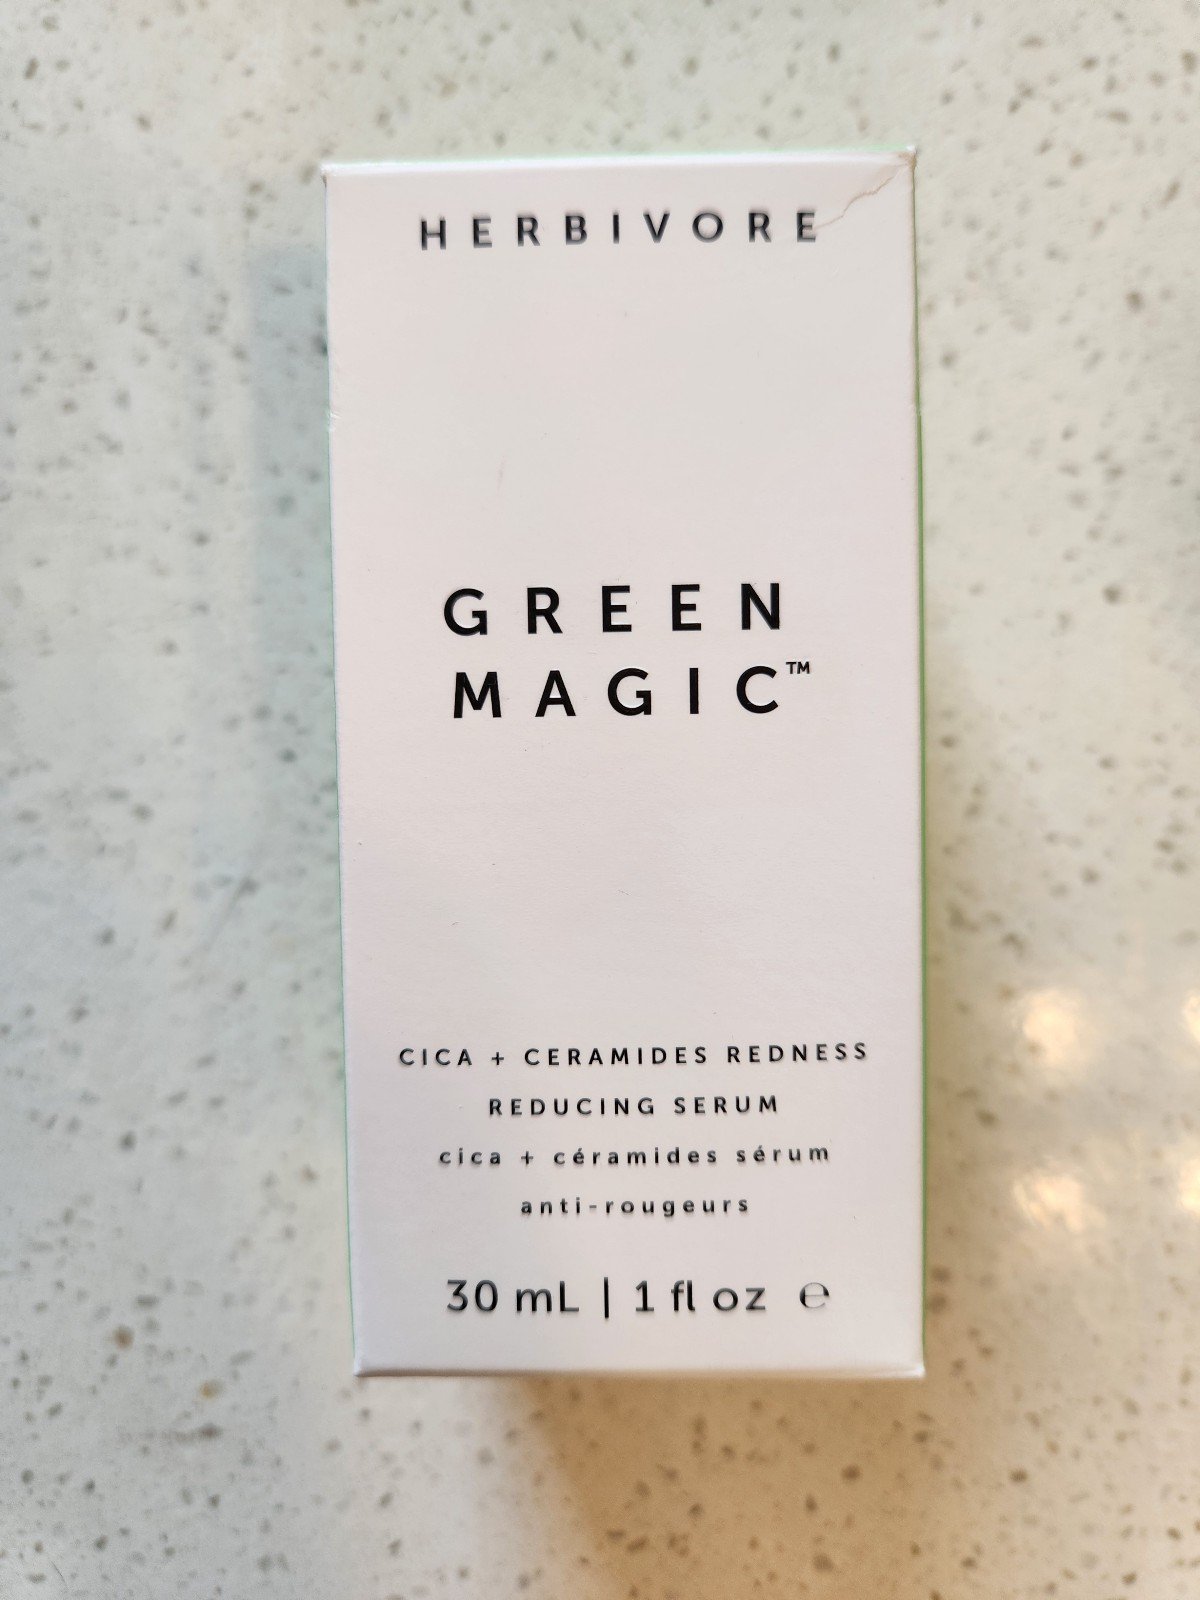 HERBIVORE
GREEN
MAGIC™
CICA + CERAMIDES REDNESS
REDUCING SERUM
cica + céramides sérum
anti-rougeurs
30 mL | 1 fl oz ℮